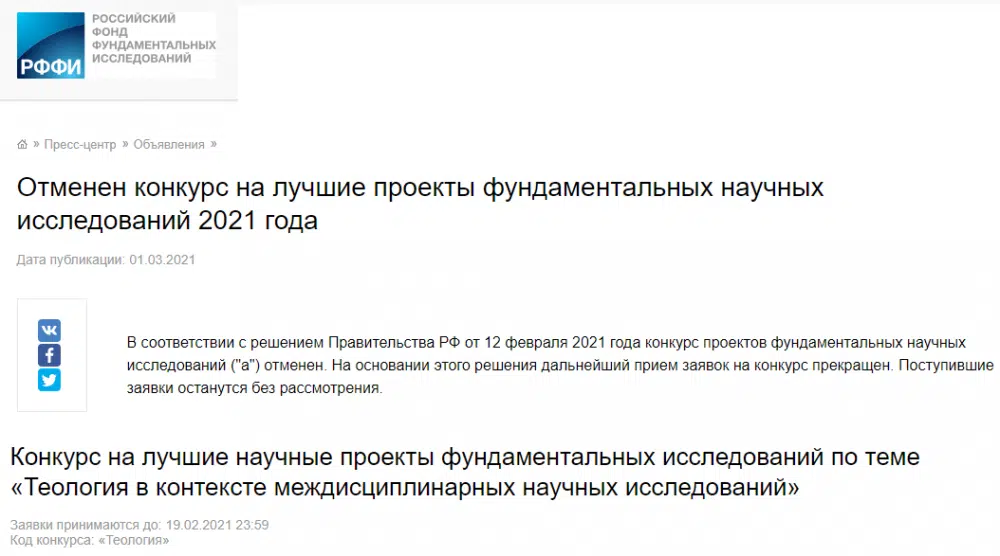 РОССИЙСКИЙ
ФОНД
ФУНДАМЕНТАЛЬНЫХ
ИССЛЕДОВАНИЙ
РФФИ
» Пресс-центр » Объявления »
Отменен конкурс на лучшие проекты фундаментальных научных
исследований 2021 года
Дата публикации: 01.03.2021
В соответствии с решением Правительства РФ от 12 февраля 2021 года конкурс проектов фундаментальных научных
исследований ("а") отменен. На основании этого решения дальнейший прием заявок на конкурс прекращен. Поступившие
заявки останутся без рассмотрения.
Конкурс на лучшие научные проекты фундаментальных исследований по теме
«Теология в контексте междисциплинарных научных исследований»
Заявки принимаются до: 19.02.2021 23:59
Код конкурса: «Теология»